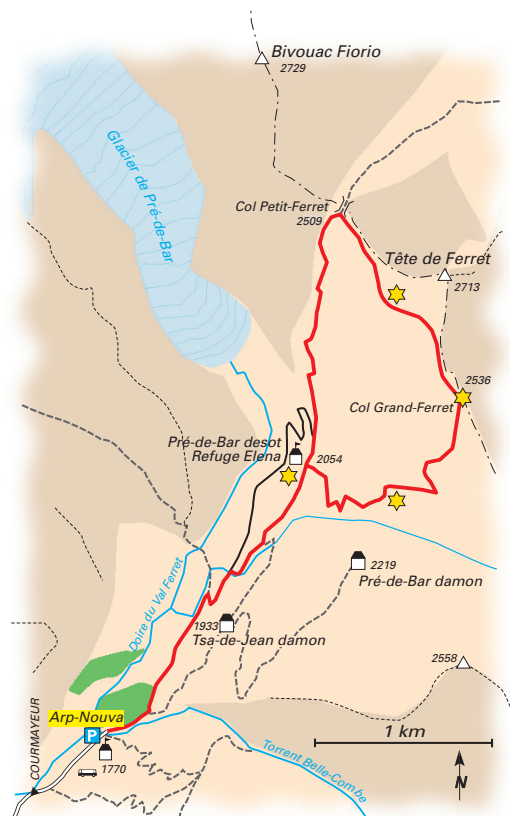 Bivouac Fiorio
2729
Glacier de Pré-de-Bar
Col Petit-Ferret
2509
Tête de Ferret
2713
2536
Col Grand-Ferret
Pré-de-Bar desot
Refuge Elena
2054
2219
Pré-de-Bar damon
Doire du Val Ferret
1933
Tsa-de-Jean damon
2558
Arp-Nouva
P
1 km
COURMAYEUR
1770
Torrent Belle-Combe
N